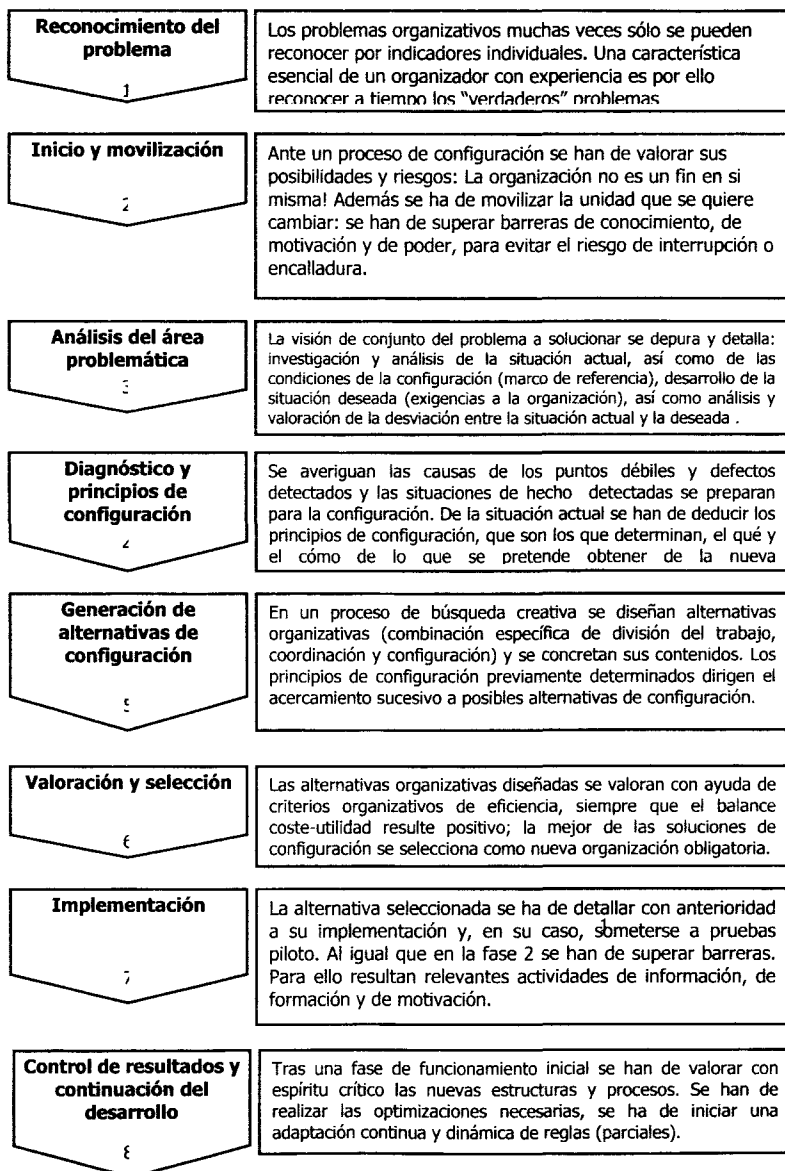 Reconocimiento del
problema
1
Los problemas organizativos muchas veces sólo se pueden
reconocer por indicadores individuales. Una característica
esencial de un organizador con experiencia es por ello
reconocer a tiempo los "verdaderos" problemas
Inicio y movilización
2
Ante un proceso de configuración se han de valorar sus
posibilidades y riesgos: La organización no es un fin en si
misma! Además se ha de movilizar la unidad que se quiere
cambiar: se han de superar barreras de conocimiento, de
motivación y de poder, para evitar el riesgo de interrupción o
encalladura.
Análisis del área
problemática
3
La visión de conjunto del problema a solucionar se depura y detalla:
investigación y análisis de la situación actual, así como de las
condiciones de la configuración (marco de referencia), desarrollo de la
situación deseada (exigencias a la organización), así como análisis y
valoración de la desviación entre la situación actual y la deseada .
Diagnóstico y
principios de
configuración
4
Se averiguan las causas de los puntos débiles y defectos
detectados y las situaciones de hecho detectadas se preparan
para la configuración. De la situación actual se han de deducir los
principios de configuración, que son los que determinan, el qué y
el cómo de lo que se pretende obtener de la nueva
Generación de
alternativas de
configuración
5
En un proceso de búsqueda creativa se diseñan alternativas
organizativas (combinación específica de división del trabajo,
coordinación y configuración) y se concretan sus contenidos. Los
principios de configuración previamente determinados dirigen el
acercamiento sucesivo a posibles alternativas de configuración.
Valoración y selección
6
Las alternativas organizativas diseñadas se valoran con ayuda de
criterios organizativos de eficiencia, siempre que el balance
coste-utilidad resulte positivo; la mejor de las soluciones de
configuración se selecciona como nueva organización obligatoria.
Implementación
7
La alternativa seleccionada se ha de detallar con anterioridad
a su implementación y, en su caso, someterse a pruebas
piloto. Al igual que en la fase 2 se han de superar barreras.
Para ello resultan relevantes actividades de información, de
formación y de motivación.
Control de resultados y
continuación del
desarrollo
8
Tras una fase de funcionamiento inicial se han de valorar con
espíritu crítico las nuevas estructuras y procesos. Se han de
realizar las optimizaciones necesarias, se ha de iniciar una
adaptación continua y dinámica de reglas (parciales).